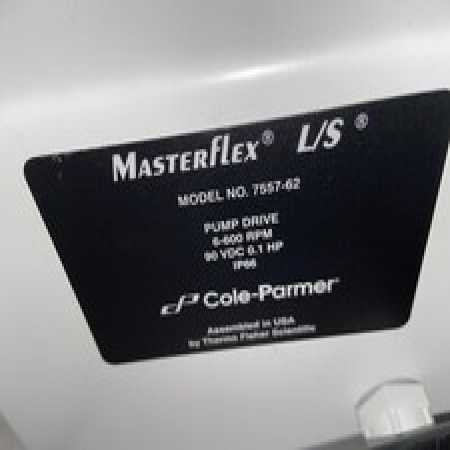 MASTERFLEX® L/S®
MODEL NO. 7557-62
PUMP DRIVE
6-600 RPM
90 VDC 0.1 HP
IP66
Cole-Parmer®
Assembled in USA
by Thermo Fisher Scientific